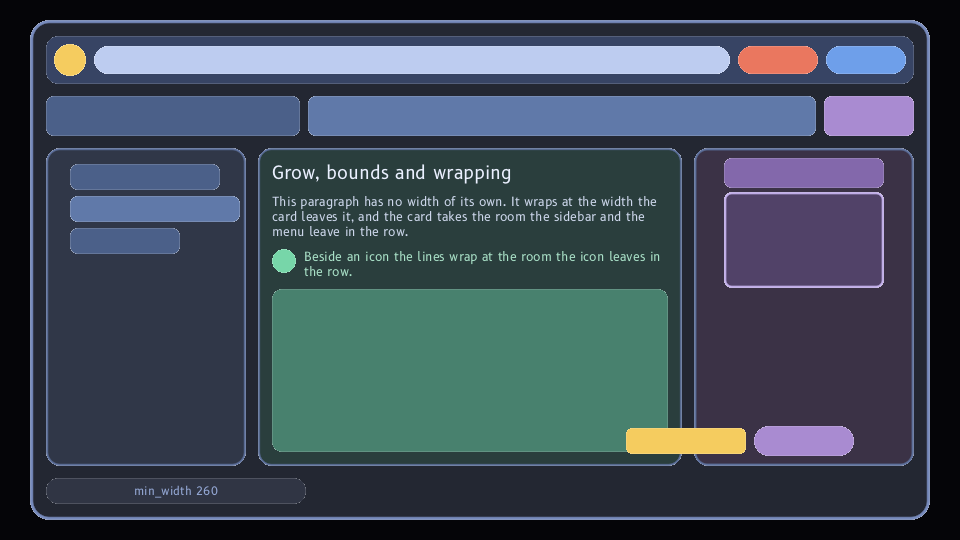 Grow, bounds and wrapping
This paragraph has no width of its own. It wraps at the width the
card leaves it, and the card takes the room the sidebar and the
menu leave in the row.
Beside an icon the lines wrap at the room the icon leaves in
the row.
min_width 260